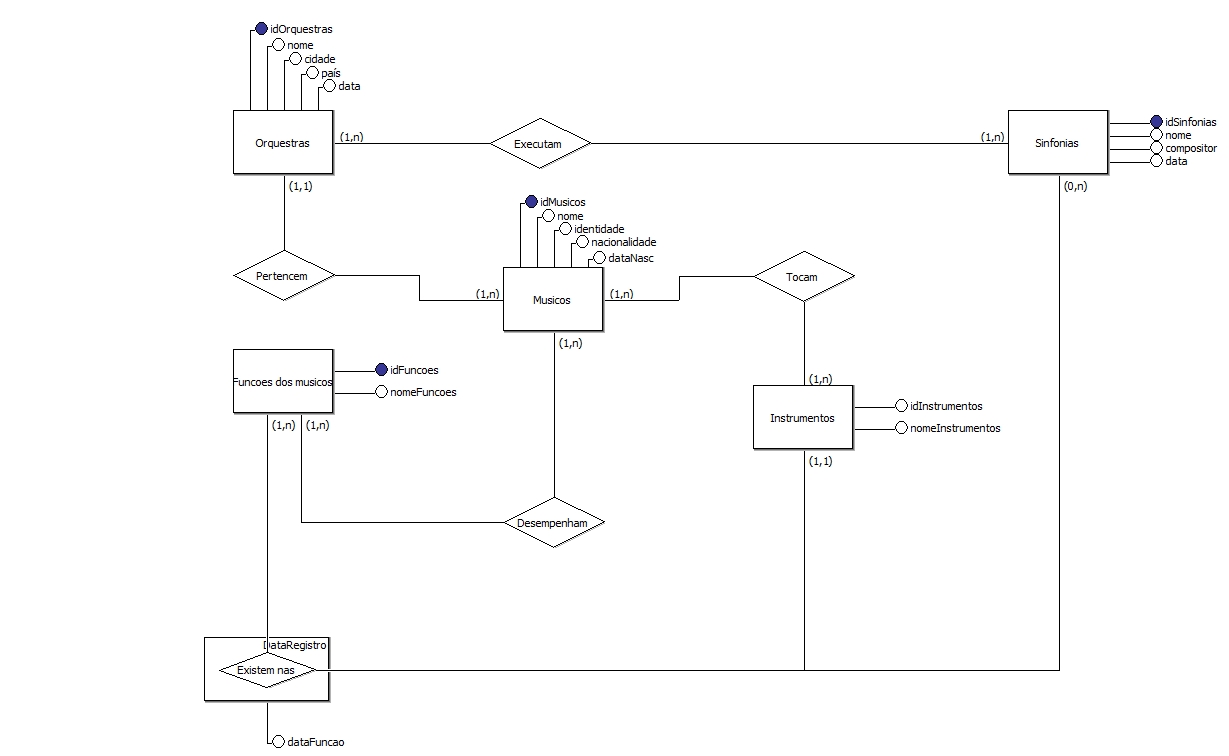 idOrquestras
nome
cidade
país
data
Orquestras
(1,n)
Executam
(1,n)
Sinfonias
idSinfonias
nome
compositor
data
(1,1)
(0,n)
idMusicos
nome
identidade
nacionalidade
dataNasc
Pertencem
(1,n)
Musicos
(1,n)
Tocam
(1,n)
Funcoes dos musicos
idFuncoes
nomeFuncoes
(1,n)
(1,n)
(1,n)
Instrumentos
idInstrumentos
nomeInstrumentos
(1,1)
Desempenham
DataRegistro
Existem nas
dataFuncao